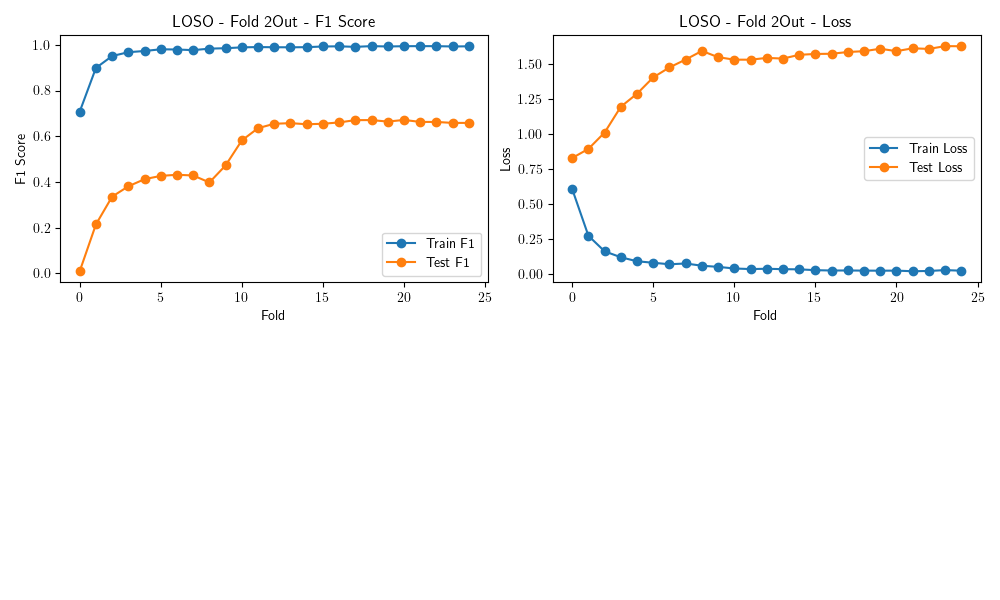 LOSO - Fold 2Out - F1 Score
F1 Score
1.0
0.8
0.6
0.4
0.2
0.0
0 5 10 15 20 25
Fold
Train F1
Test F1
LOSO - Fold 2Out - Loss
Loss
1.50
1.25
1.00
0.75
0.50
0.25
0.00
0 5 10 15 20 25
Fold
Train Loss
Test Loss